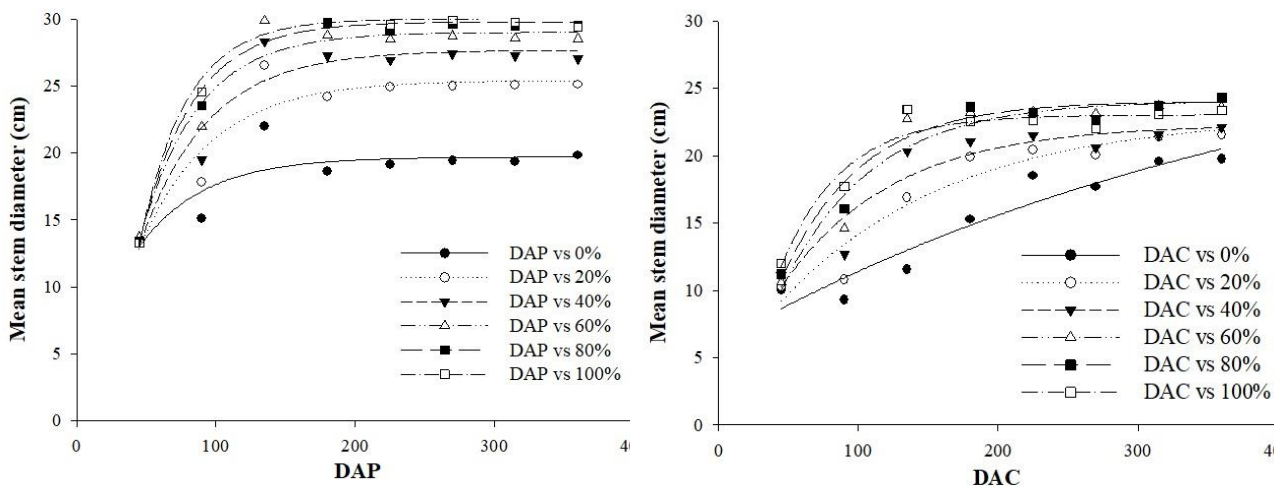 Mean stem diameter (cm)
30
25
20
15
10
5
0
0
100
200
300
40
DAP
DAP vs 0%
DAP vs 20%
DAP vs 40%
DAP vs 60%
DAP vs 80%
DAP vs 100%
Mean stem diameter (cm)
30
25
20
15
10
5
0
0
100
200
300
40
DAC
DAC vs 0%
DAC vs 20%
DAC vs 40%
DAC vs 60%
DAC vs 80%
DAC vs 100%